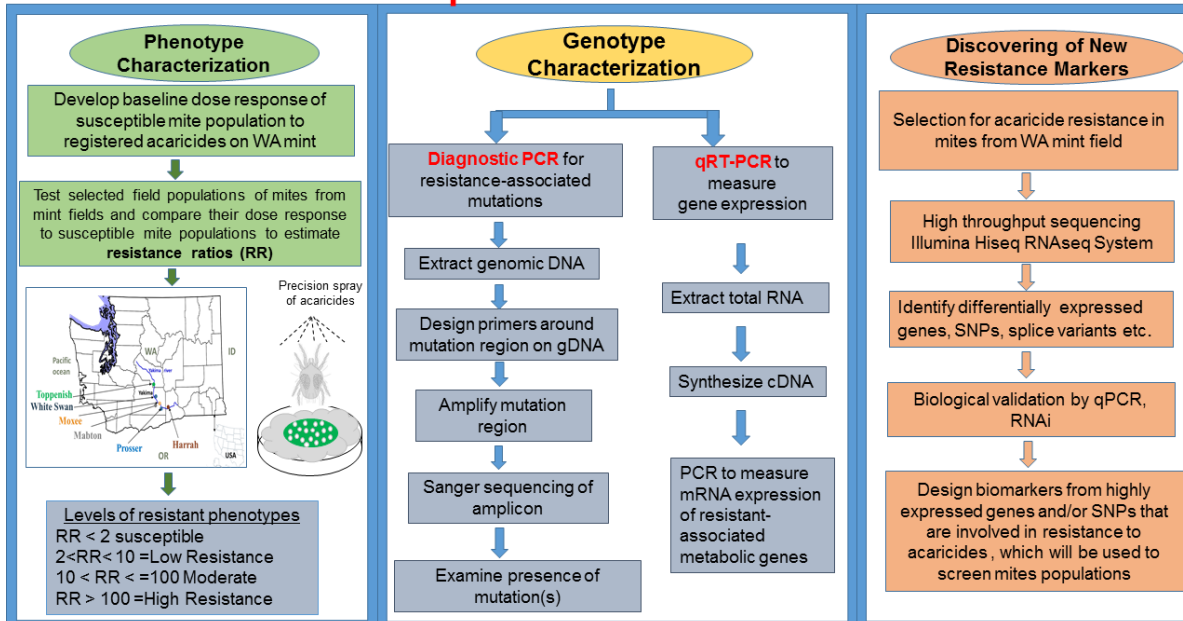 Phenotype
Characterization
Develop baseline dose response of
susceptible mite population to
registered acaricides on WA mint
Test selected field populations of mites from
mint fields and compare their dose response
to susceptible mite populations to estimate
resistance ratios (RR)
Precision spray
of acaricides
Pacific
ocean
WA
ID
Yakima river
Yakima
Toppenish
White Swan
Moxee
Mabton
Prosser
Harrah
OR
USA
Levels of resistant phenotypes
RR < 2 susceptible
2<RR< 10 =Low Resistance
10 < RR < =100 Moderate
RR > 100 =High Resistance
Genotype
Characterization
Diagnostic PCR for
resistance-associated
mutations
Extract genomic DNA
Design primers around
mutation region on gDNA
Amplify mutation
region
Sanger sequencing of
amplicon
Examine presence of
mutation(s)
qRT-PCR to
measure
gene expression
Extract total RNA
Synthesize cDNA
PCR to measure
mRNA expression
of resistant-
associated
metabolic genes
Discovering of New
Resistance Markers
Selection for acaricide resistance in
mites from WA mint field
High throughput sequencing
Illumina Hiseq RNAseq System
Identify differentially expressed
genes, SNPs, splice variants etc.
Biological validation by qPCR,
RNAi
Design biomarkers from highly
expressed genes and/or SNPs that
are involved in resistance to
acaricides , which will be used to
screen mites populations